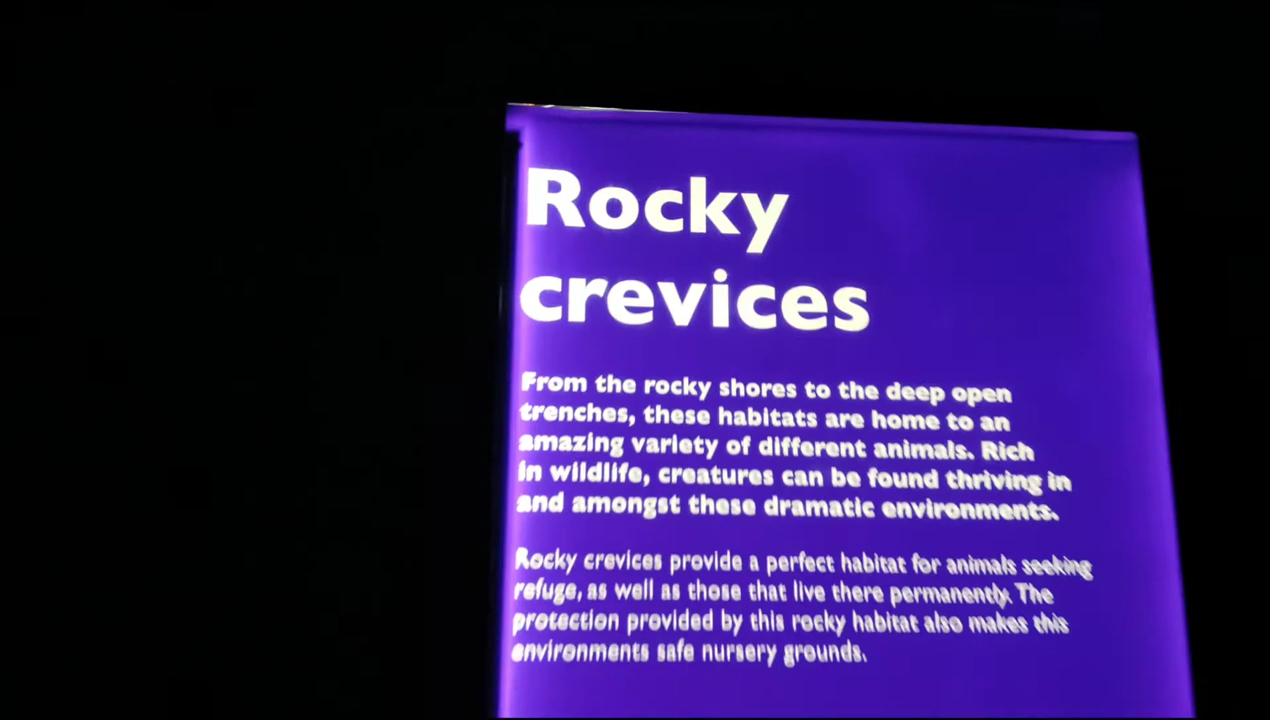 Rocky
crevices
From the rocky shores to the deep open
trenches, these habitats are home to an
amazing variety of different animals. Rich
in wildlife, creatures can be found thriving in
and amongst these dramatic environments.
Rocky crevices provide a perfect habitat for animals seeking
refuge, as well as those that live there permanently. The
protection provided by this rocky habitat also makes this
environments safe nursery grounds.